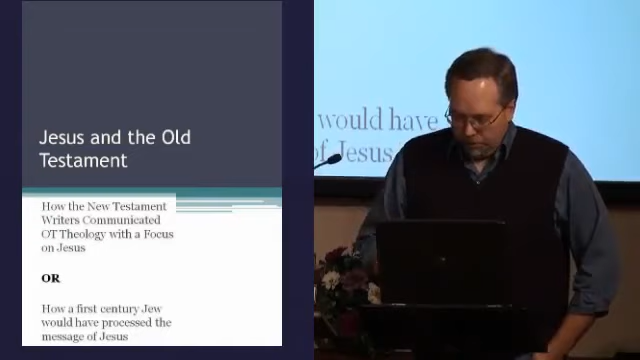 Jesus and the Old
Testament
How the New Testament
Writers Communicated
OT Theology with a Focus
on Jesus
OR
How a first century Jew
would have processed the
message of Jesus
would have
of Jesus